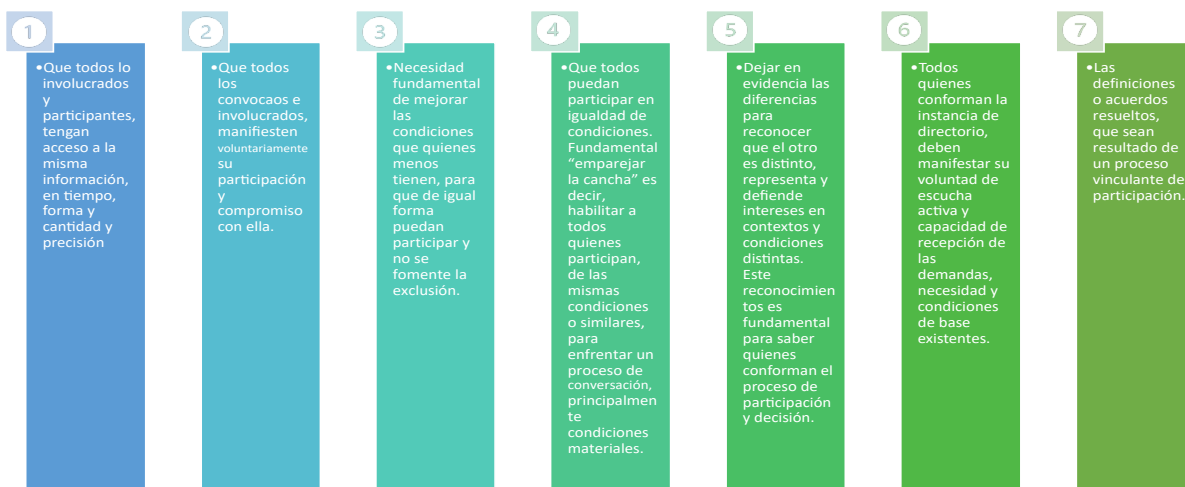 1
•Que todos lo
involucrados
y
participantes,
tengan
acceso a la
misma
información,
en tiempo,
forma y
cantidad y
precisión
2
•Que todos
los
convocaos e
involucrados,
manifiesten
voluntariamente
su
participación
y
compromiso
con ella.
3
•Necesidad
fundamental
de mejorar
las
condiciones
que quienes
menos
tienen, para
que de igual
forma
puedan
participar y
no se
fomente la
exclusión.
4
•Que todos
puedan
participar en
igualdad de
condiciones.
Fundamental
“emparejar
la cancha” es
decir,
habilitar a
todos
quienes
participan,
de las
mismas
condiciones
o similares,
para
enfrentar un
proceso de
conversación,
principalmen
te
condiciones
materiales.
5
•Dejar en
evidencia las
diferencias
para
reconocer
que el otro
es distinto,
representa y
defiende
intereses en
contextos y
condiciones
distintas.
Este
reconocimien
tos es
fundamental
para saber
quienes
conforman el
proceso de
participación
y decisión.
6
•Todos
quienes
conforman la
instancia de
directorio,
deben
manifestar su
voluntad de
escucha
activa y
capacidad de
recepción de
las
demandas,
necesidad y
condiciones
de base
existentes.
7
•Las
definiciones
o acuerdos
resueltos,
que sean
resultado de
un proceso
vinculante de
participación.